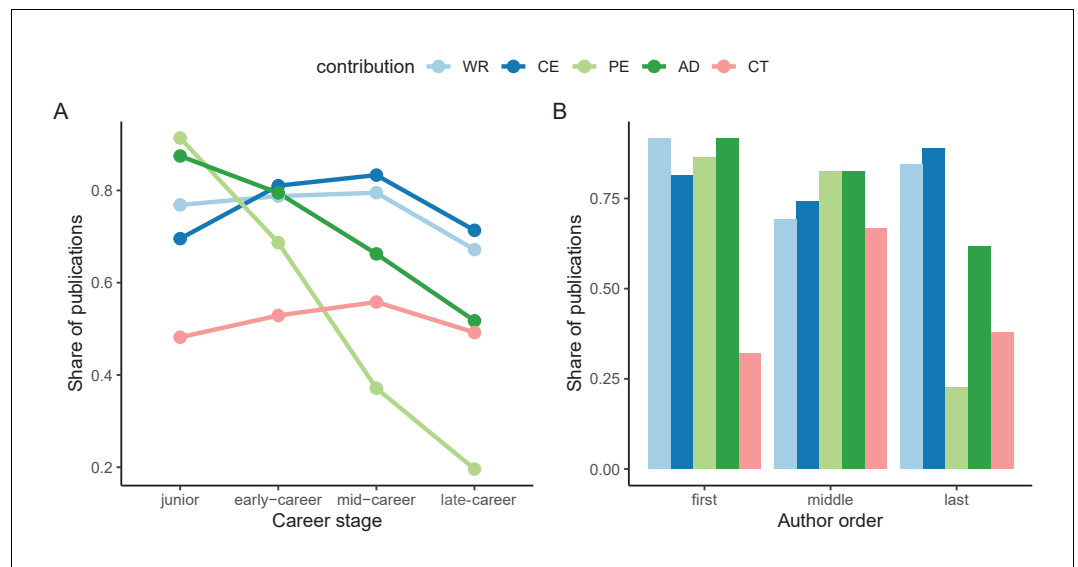 contribution WR CE PE AD CT
A
B
Share of publications
0.8
0.6
0.4
0.2
junior early−career mid−career late-career
Career stage
Share of publications
0.75
0.50
0.25
0.00
first middle last
Author order